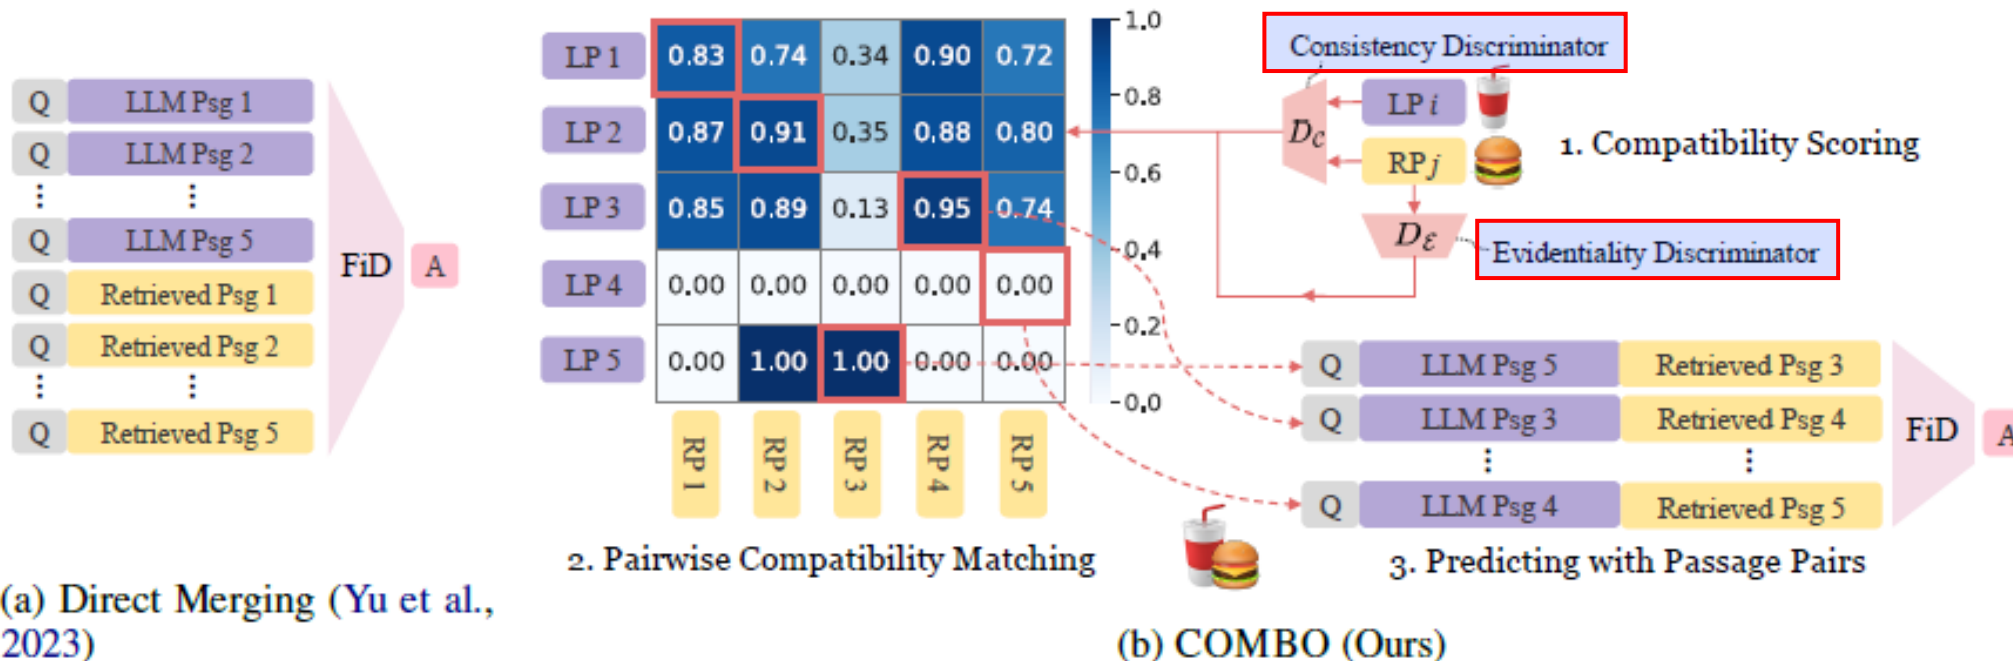 Q LLM Psg 1
Q LLM Psg 2
Q LLM Psg 5
Q Retrieved Psg 1
Q Retrieved Psg 2
Q Retrieved Psg 5
FiD
A
(a) Direct Merging (Yu et al.,
2023)
LP 1 0.83 0.74 0.34 0.90 0.72
LP 2 0.87 0.91 0.35 0.88 0.80
LP 3 0.85 0.89 0.13 0.95 0.74
LP 4 0.00 0.00 0.00 0.00 0.00
LP 5 0.00 1.00 1.00 0.00 0.00
RP 1
RP 2
RP 3
RP 4
RP 5
1.0
0.8
0.6
0.4
0.2
0.0
2. Pairwise Compatibility Matching
Consistency Discriminator
LP i
D_C
RP j
1. Compatibility Scoring
D_ℰ
Evidentiality Discriminator
Q LLM Psg 5 Retrieved Psg 3
Q LLM Psg 3 Retrieved Psg 4
Q LLM Psg 4 Retrieved Psg 5
FiD
A
3. Predicting with Passage Pairs
(b) COMBO (Ours)